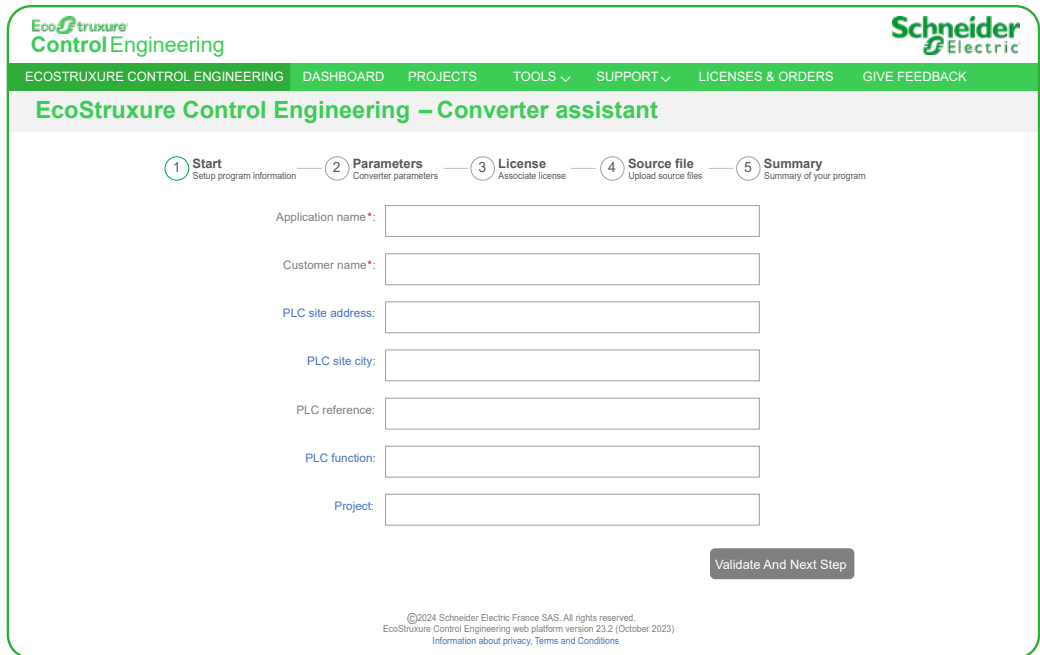 EcoStruxure
Control Engineering
Schneider
Electric
ECOSTRUXURE CONTROL ENGINEERING DASHBOARD PROJECTS TOOLS SUPPORT LICENSES & ORDERS GIVE FEEDBACK
EcoStruxure Control Engineering – Converter assistant
1 Start
Setup program information
2 Parameters
Converter parameters
3 License
Associate license
4 Source file
Upload source files
5 Summary
Summary of your program
Application name*:
Customer name*:
PLC site address:
PLC site city:
PLC reference:
PLC function:
Project:
Validate And Next Step
©2024 Schneider Electric France SAS. All rights reserved.
EcoStruxure Control Engineering web platform version 23.2 (October 2023)
Information about privacy, Terms and Conditions